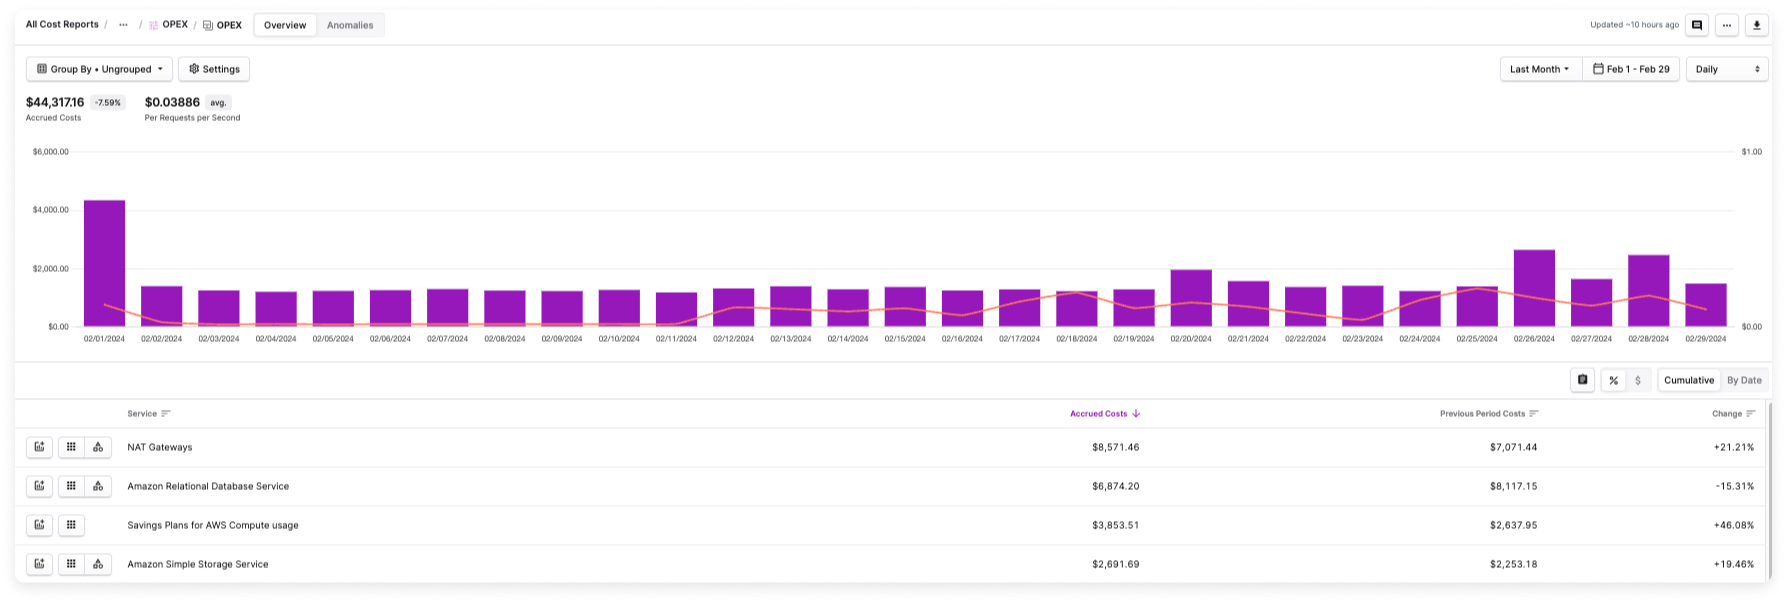 All Cost Reports / ··· / OPEX / OPEX Overview Anomalies Updated ~10 hours ago ···
Group By • Ungrouped Settings Last Month Feb 1 - Feb 29 Daily
$44,317.16 -7.59% $0.03886 avg.
Accrued Costs Per Requests per Second
$6,000.00 $1.00
$4,000.00
$2,000.00
$0.00 $0.00
02/01/2024 02/02/2024 02/03/2024 02/04/2024 02/05/2024 02/06/2024 02/07/2024 02/08/2024 02/09/2024 02/10/2024 02/11/2024 02/12/2024 02/13/2024 02/14/2024 02/15/2024 02/16/2024 02/17/2024 02/18/2024 02/19/2024 02/20/2024 02/21/2024 02/22/2024 02/23/2024 02/24/2024 02/25/2024 02/26/2024 02/27/2024 02/28/2024 02/29/2024
% $ Cumulative By Date
Service Accrued Costs Previous Period Costs Change
NAT Gateways $8,571.46 $7,071.44 +21.21%
Amazon Relational Database Service $6,874.20 $8,117.15 -15.31%
Savings Plans for AWS Compute usage $3,853.51 $2,637.95 +46.08%
Amazon Simple Storage Service $2,691.69 $2,253.18 +19.46%